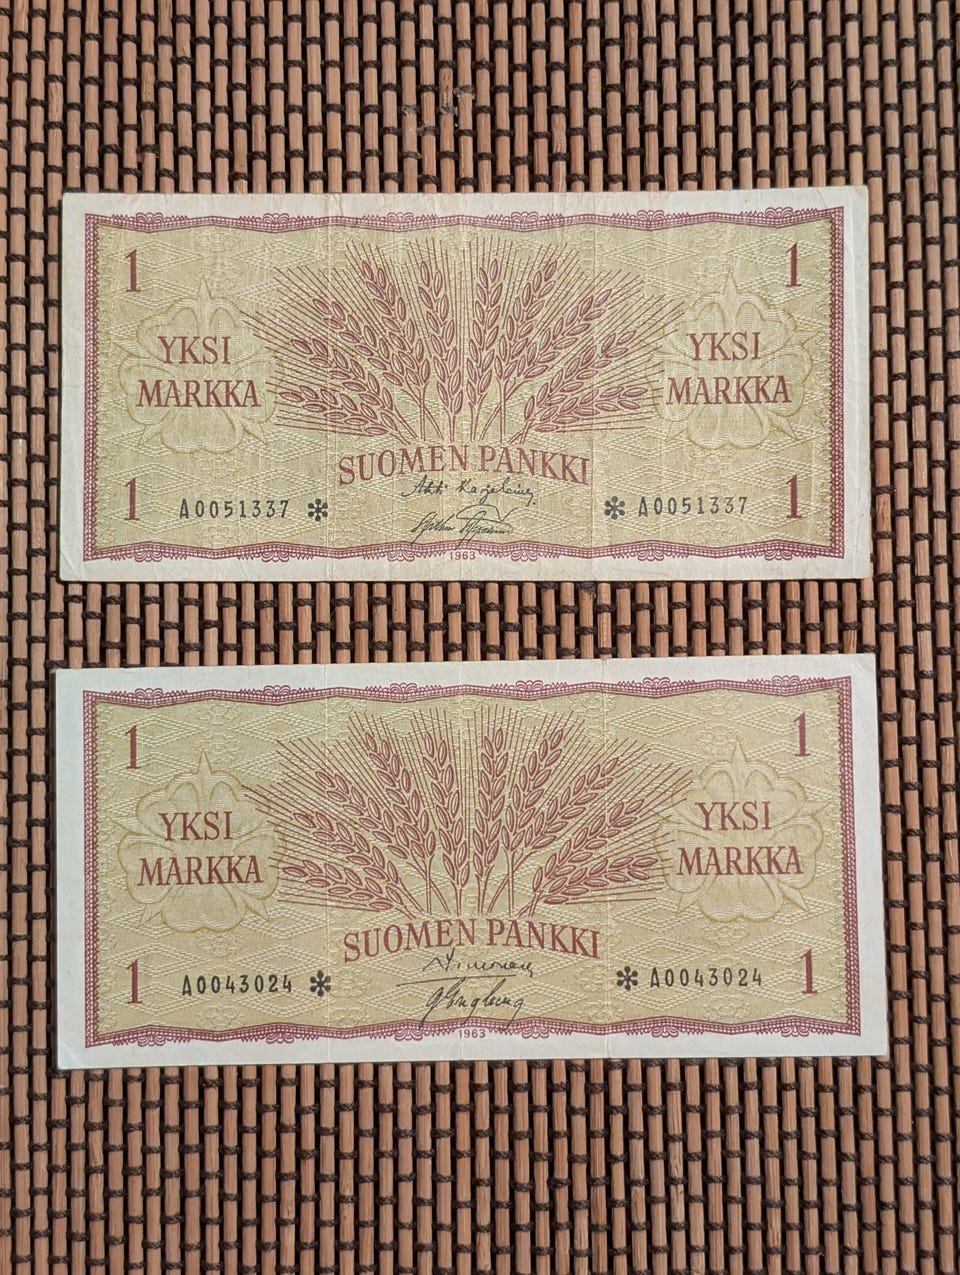 1 1
YKSI YKSI
MARKKA MARKKA
SUOMEN PANKKI
1 A0051337 * * A0051337 1
1963
1 1
YKSI YKSI
MARKKA MARKKA
SUOMEN PANKKI
1 A0043024 * * A0043024 1
1963